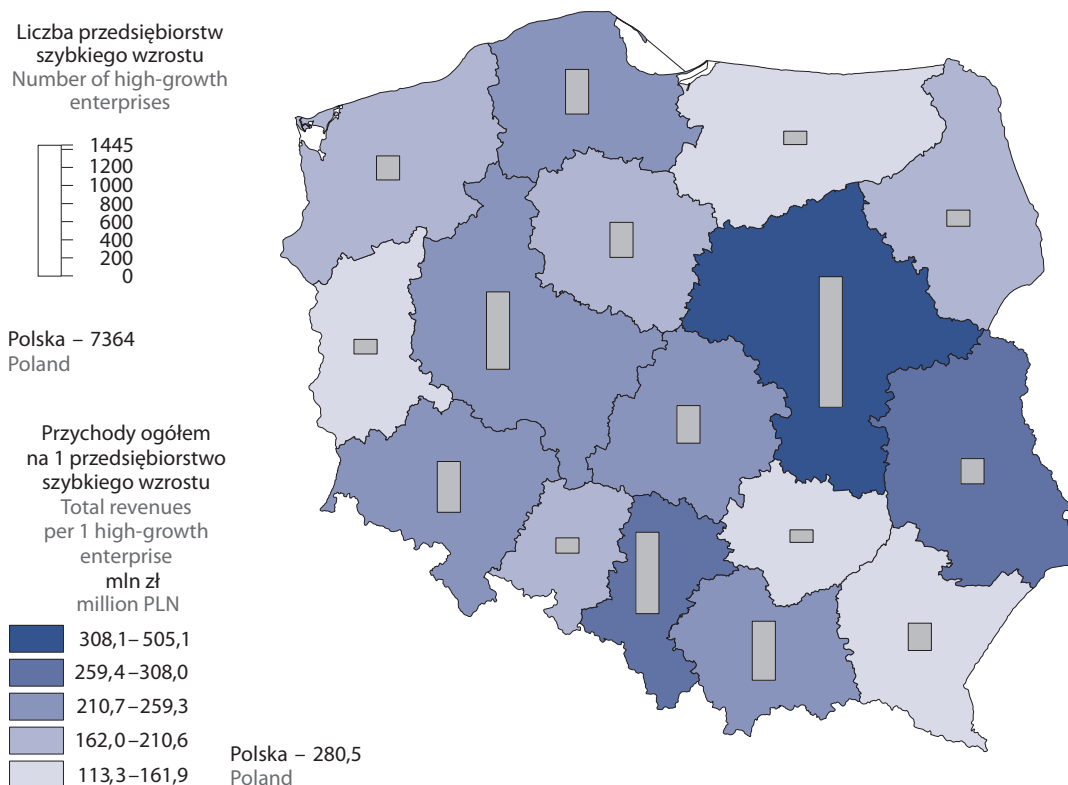 Liczba przedsiębiorstw
szybkiego wzrostu
Number of high-growth
enterprises
1445
1200
1000
800
600
400
200
0
Polska – 7364
Poland
Przychody ogółem
na 1 przedsiębiorstwo
szybkiego wzrostu
Total revenues
per 1 high-growth
enterprise
mln zł
million PLN
308,1–505,1
259,4–308,0
210,7–259,3
162,0–210,6
113,3–161,9
Polska – 280,5
Poland